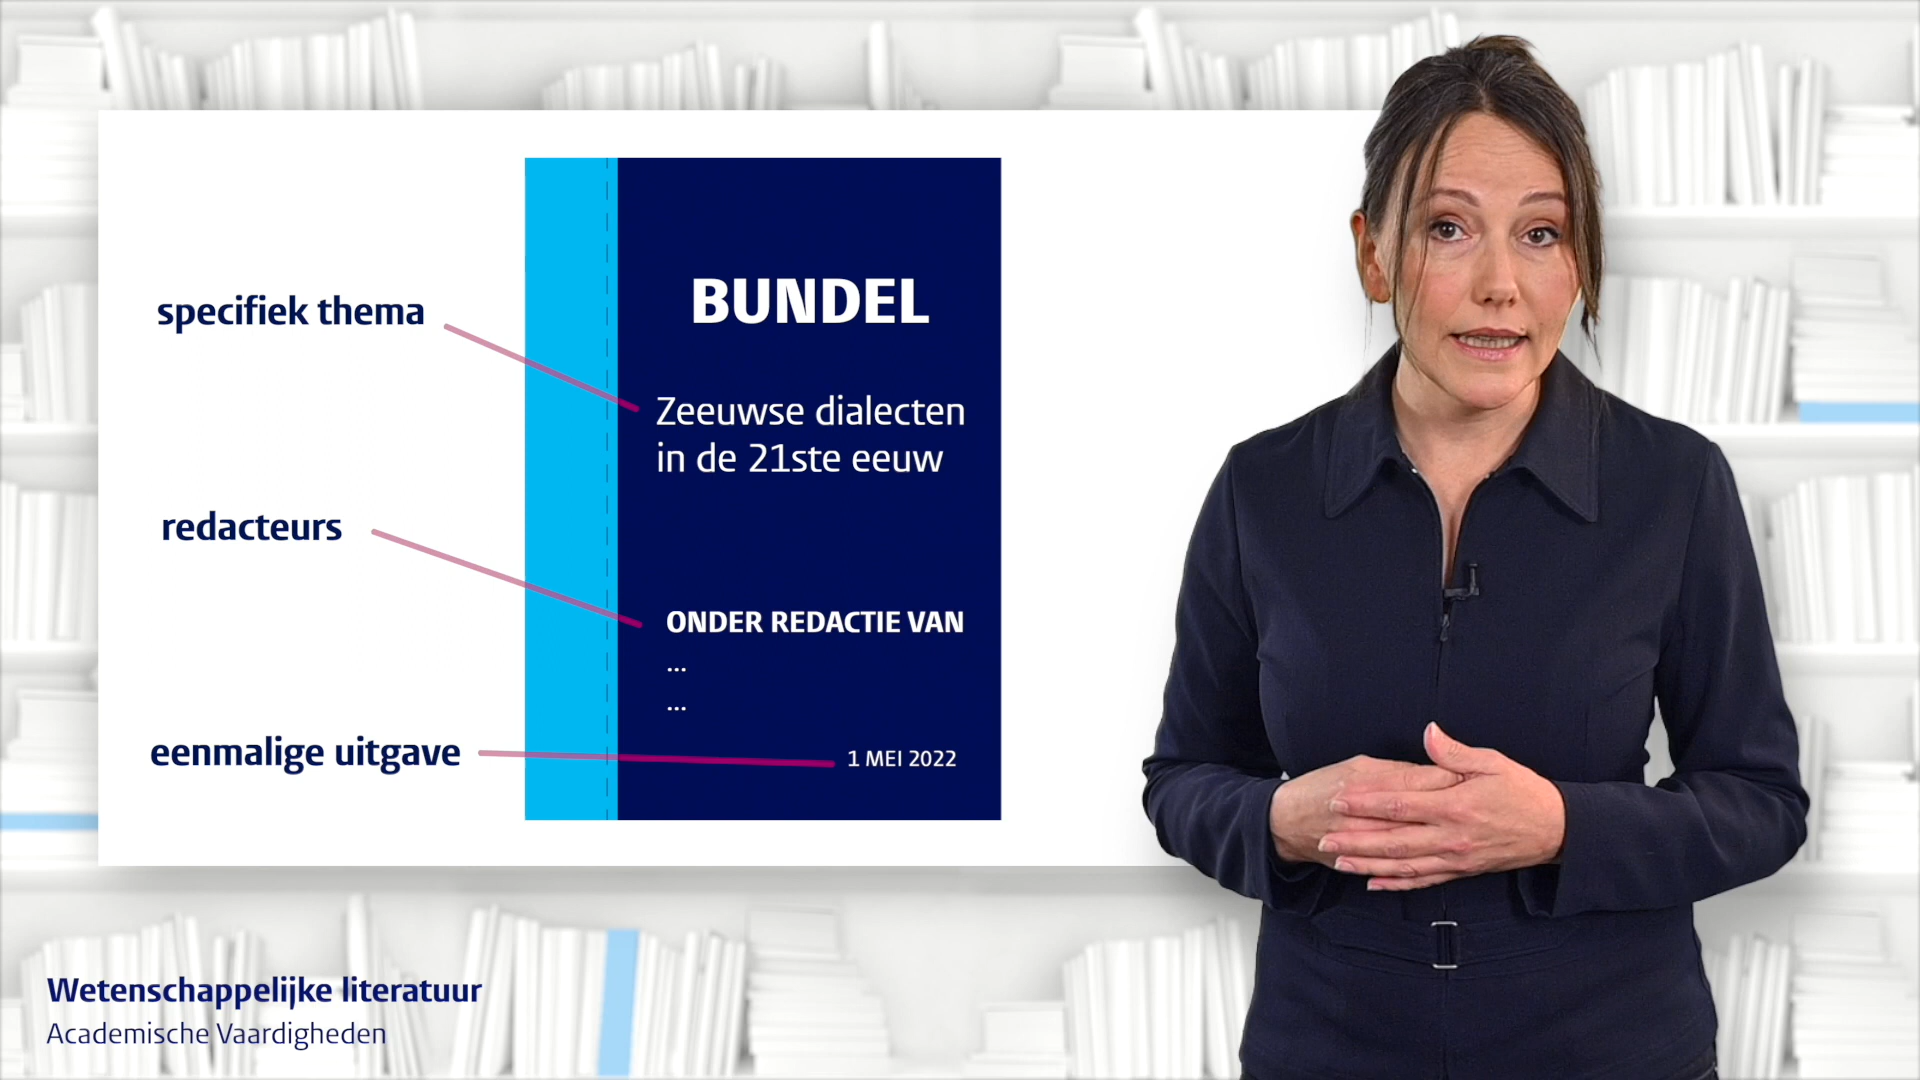 specifiek thema
redacteurs
eenmalige uitgave
BUNDEL
Zeeuwse dialecten
in de 21ste eeuw
ONDER REDACTIE VAN
...
...
1 MEI 2022
Wetenschappelijke literatuur
Academische Vaardigheden